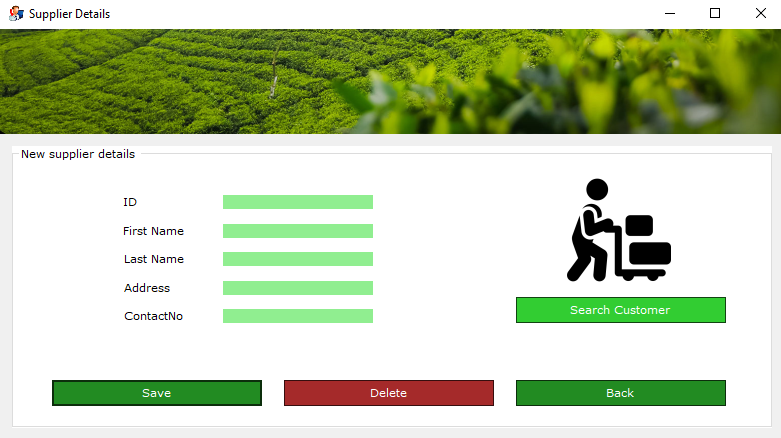 Supplier Details
New supplier details
ID
First Name
Last Name
Address
ContactNo
Search Customer
Save
Delete
Back